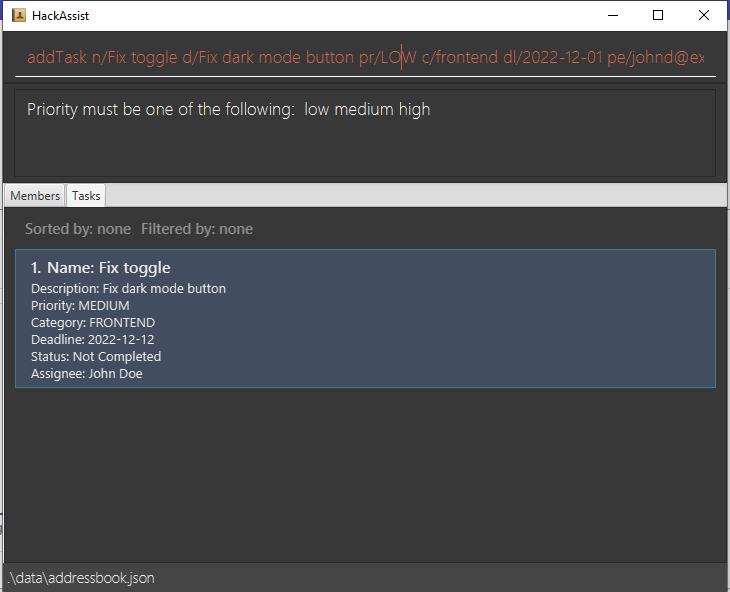 HackAssist
addTask n/Fix toggle d/Fix dark mode button pr/LOW c/frontend dl/2022-12-01 pe/johnd@ex
Priority must be one of the following:  low medium high
Members Tasks
Sorted by: none Filtered by: none
1. Name: Fix toggle
Description: Fix dark mode button
Priority: MEDIUM
Category: FRONTEND
Deadline: 2022-12-12
Status: Not Completed
Assignee: John Doe
.\data\addressbook.json